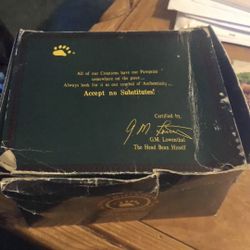 All of our Creations have our Pawprint
somewhere on the piece...
Always look for it as our symbol of Authenticity...
Accept no Substitutes!
Certified by,
G.M. Lowenthal
G.M. Lowenthal
The Head Bean Hisself